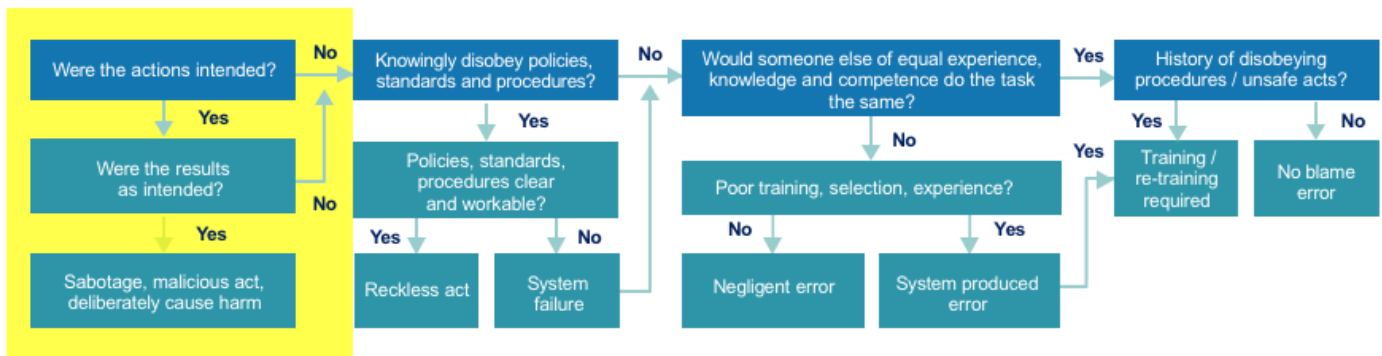 Were the actions intended?
No
Yes
Were the results
as intended?
No
Yes
Sabotage, malicious act,
deliberately cause harm
Knowingly disobey policies,
standards and procedures?
No
Yes
Policies, standards,
procedures clear
and workable?
Yes
No
Reckless act
System
failure
Would someone else of equal experience,
knowledge and competence do the task
the same?
Yes
No
Poor training, selection, experience?
No
Yes
Negligent error
System produced
error
Yes
History of disobeying
procedures / unsafe acts?
Yes
No
Training /
re-training
required
No blame
error